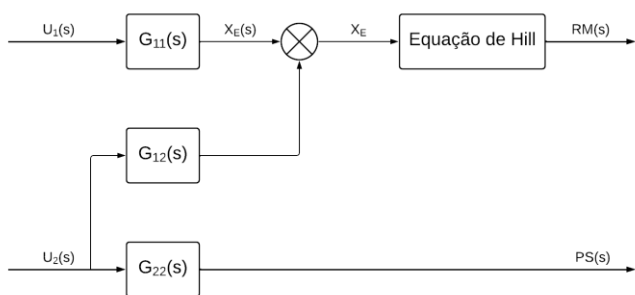 U₁(s)
G₁₁(s)
X_E(s)
X_E
Equação de Hill
RM(s)
G₁₂(s)
U₂(s)
G₂₂(s)
PS(s)